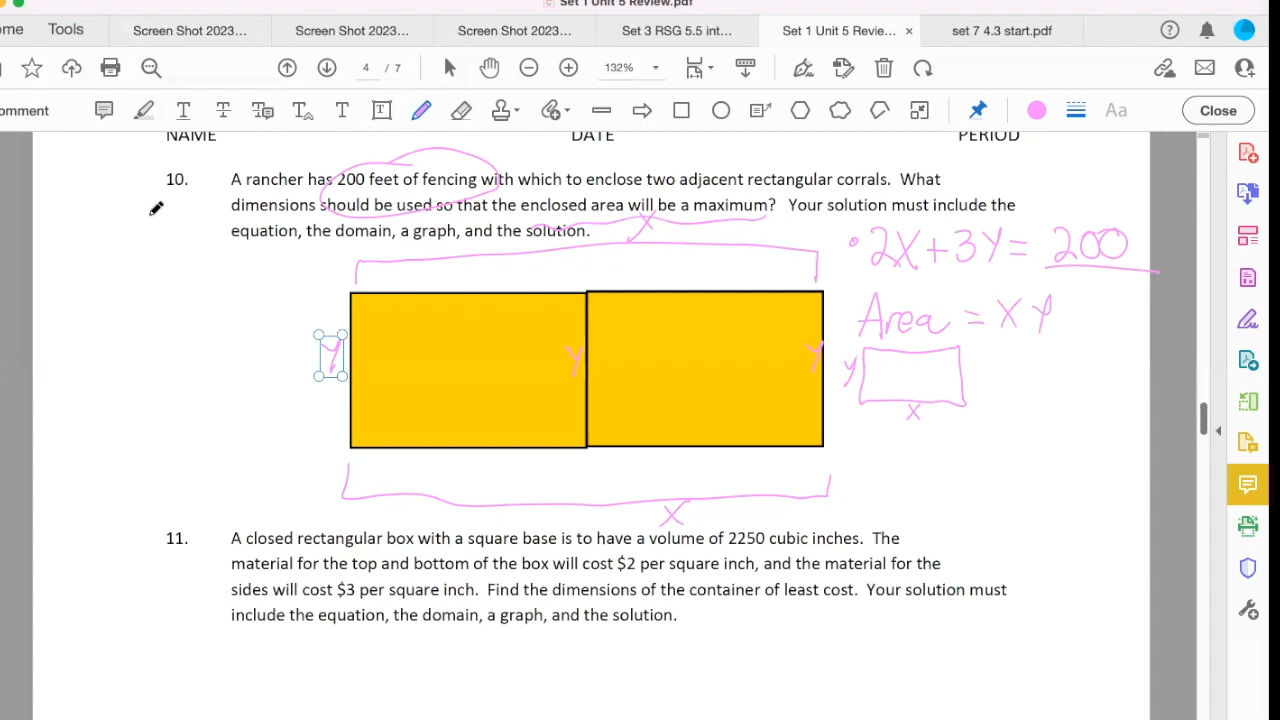 Set 1 Unit 5 Review.pdf
ome Tools Screen Shot 2023... Screen Shot 2023... Screen Shot 2023... Set 3 RSG 5.5 int... Set 1 Unit 5 Revie... × set 7 4.3 start.pdf
4 / 7 132%
omment Aa Close
NAME DATE PERIOD
10. A rancher has 200 feet of fencing with which to enclose two adjacent rectangular corrals. What
dimensions should be used so that the enclosed area will be a maximum? Your solution must include the
equation, the domain, a graph, and the solution.
X
2X+3Y= 200
Area = X Y
Y Y Y
Y
X
X
11. A closed rectangular box with a square base is to have a volume of 2250 cubic inches. The
material for the top and bottom of the box will cost $2 per square inch, and the material for the
sides will cost $3 per square inch. Find the dimensions of the container of least cost. Your solution must
include the equation, the domain, a graph, and the solution.